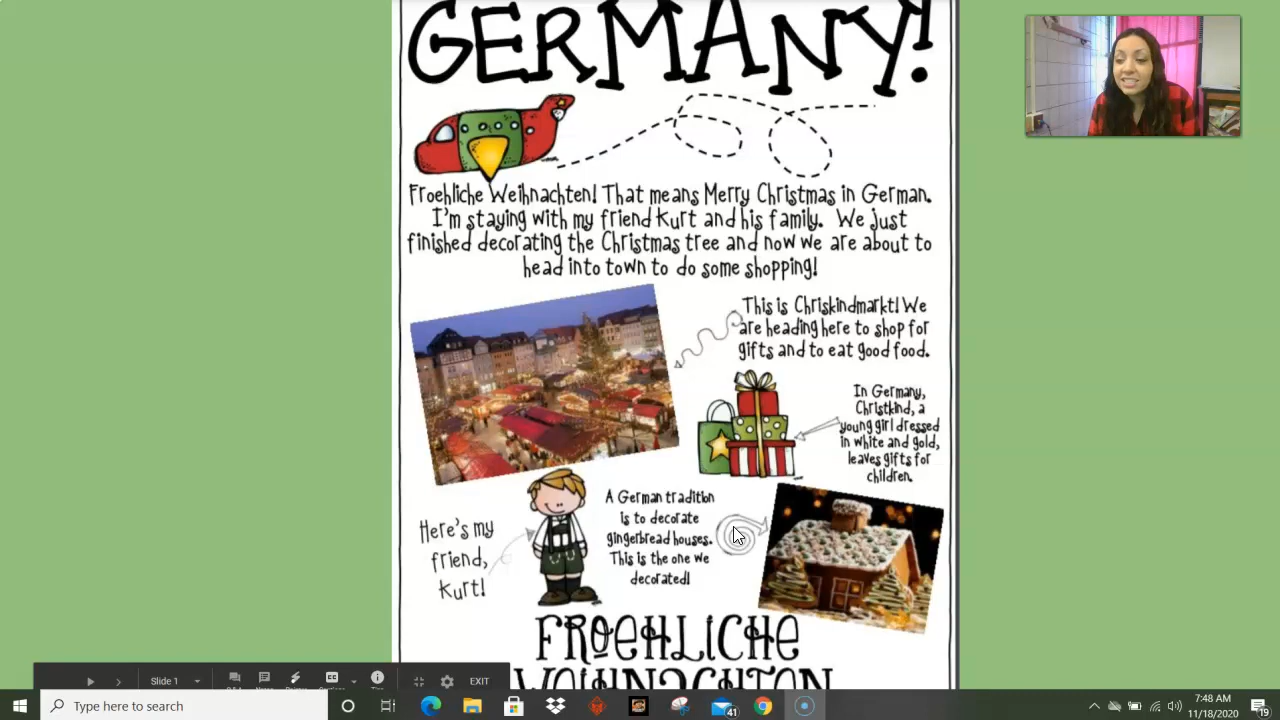 GERMANY!
Froehliche Weihnachten! That means Merry Christmas in German.
I'm staying with my friend Kurt and his family. We just
finished decorating the Christmas tree and now we are about to
head into town to do some shopping!
This is Chriskindmarkt! We
are heading here to shop for
gifts and to eat good food.
In Germany,
Christkind, a
young girl dressed
in white and gold,
leaves gifts for
children.
A German tradition
is to decorate
gingerbread houses.
This is the one we
decorated!
Here's my
friend,
Kurt!
FROEHLICHE
WEIHNACHTEN
Slide 1
EXIT
Type here to search
41
7:48 AM
11/18/2020
19